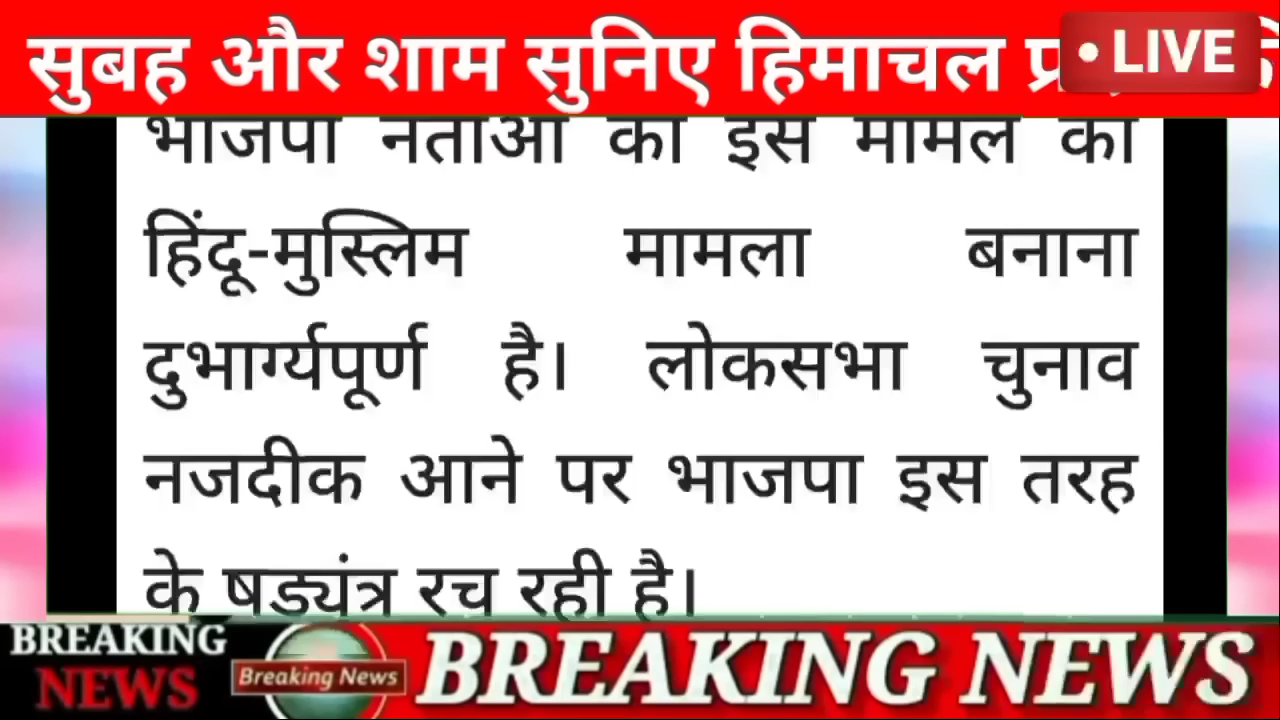 सुबह और शाम सुनिए हिमाचल
• LIVE
भाजपा नेताओं का इस मामले को
हिंदू-मुस्लिम मामला बनाना
दुभार्ग्यपूर्ण है। लोकसभा चुनाव
नजदीक आने पर भाजपा इस तरह
के षड्यंत्र रच रही है।
BREAKING
NEWS
Breaking News
BREAKING NEWS